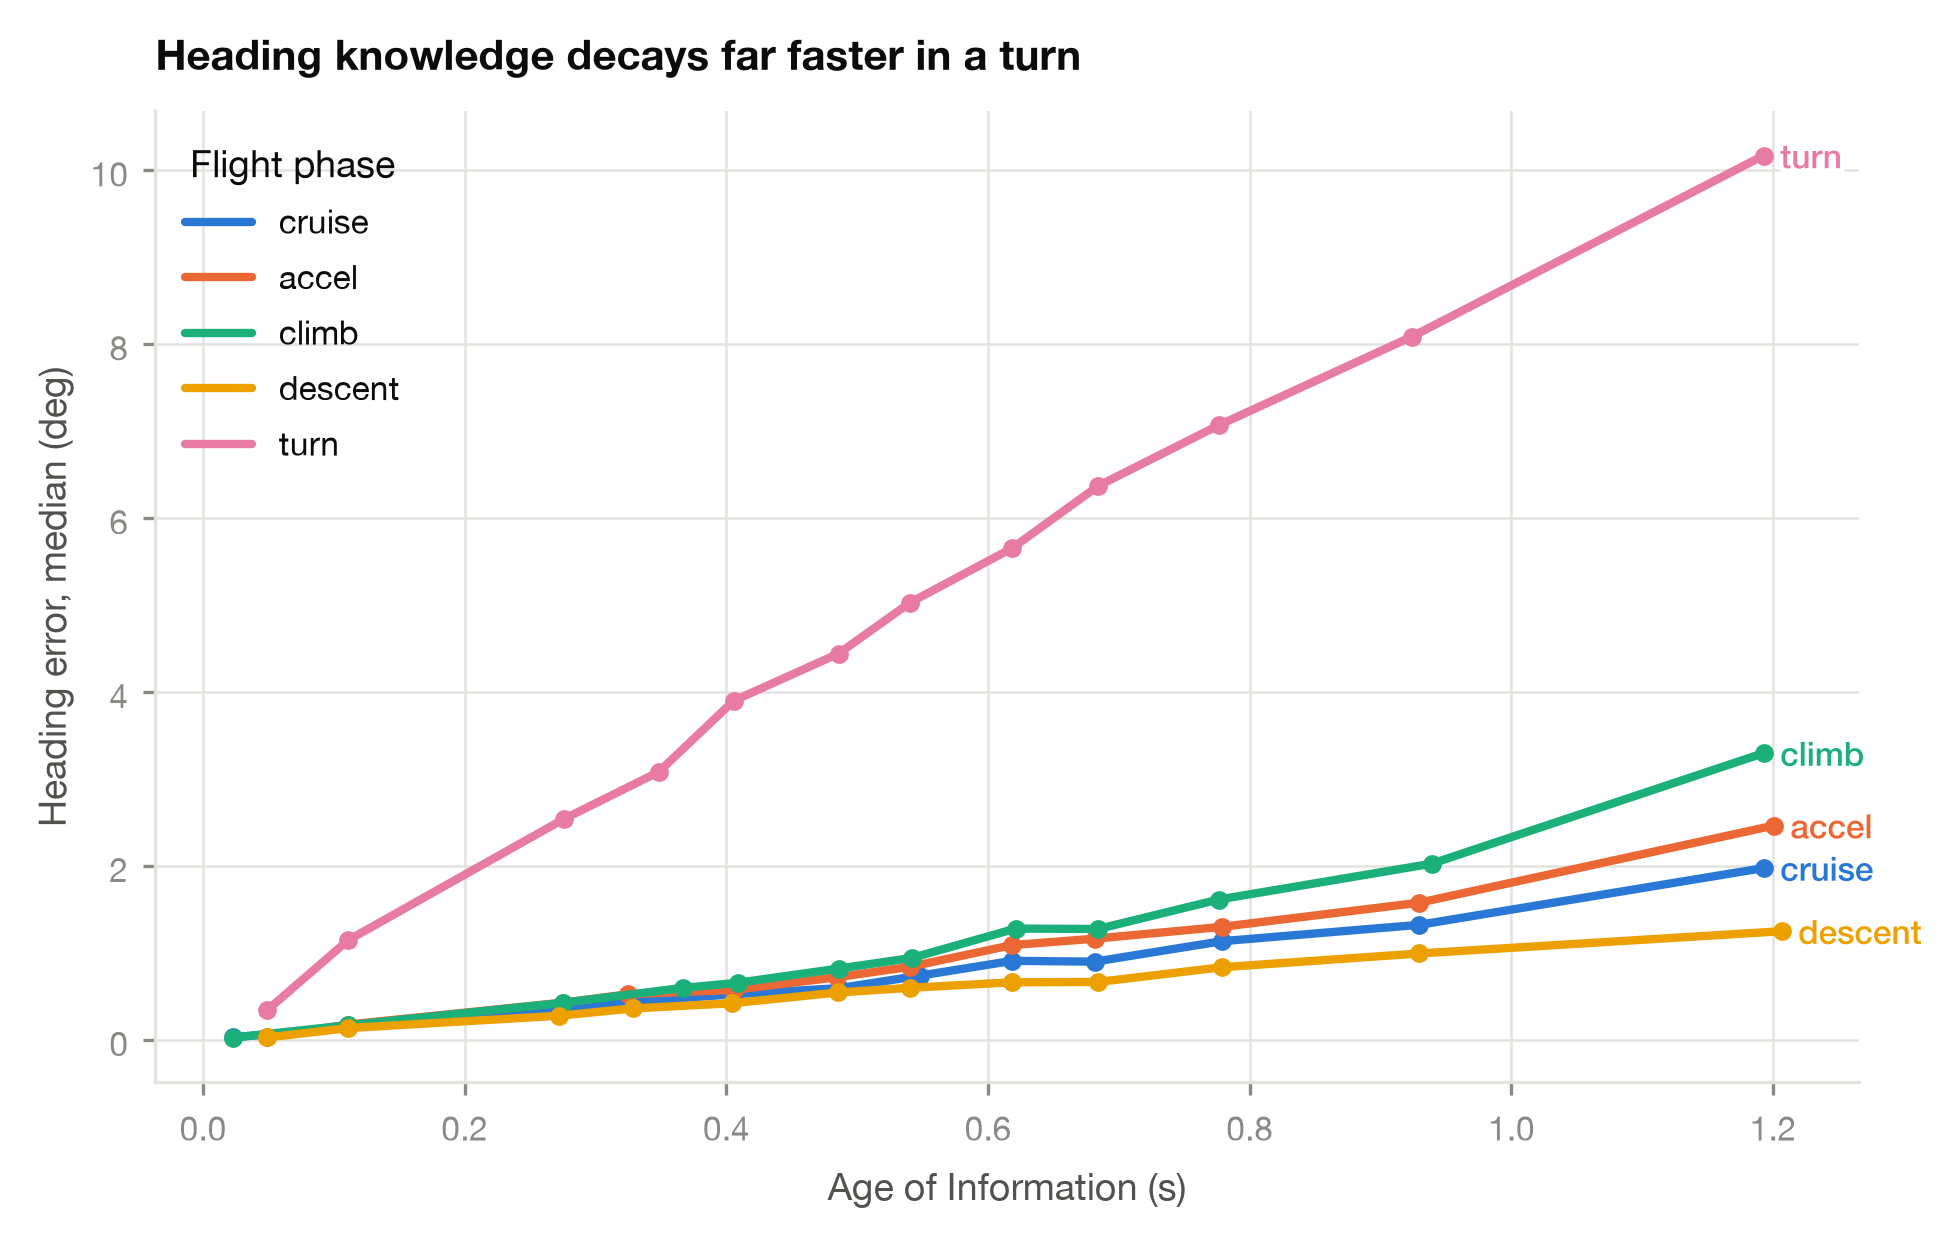 Heading knowledge decays far faster in a turn
Flight phase
cruise
accel
climb
descent
turn
Heading error, median (deg)
10
8
6
4
2
0
turn
climb
accel
cruise
descent
0.0 0.2 0.4 0.6 0.8 1.0 1.2
Age of Information (s)